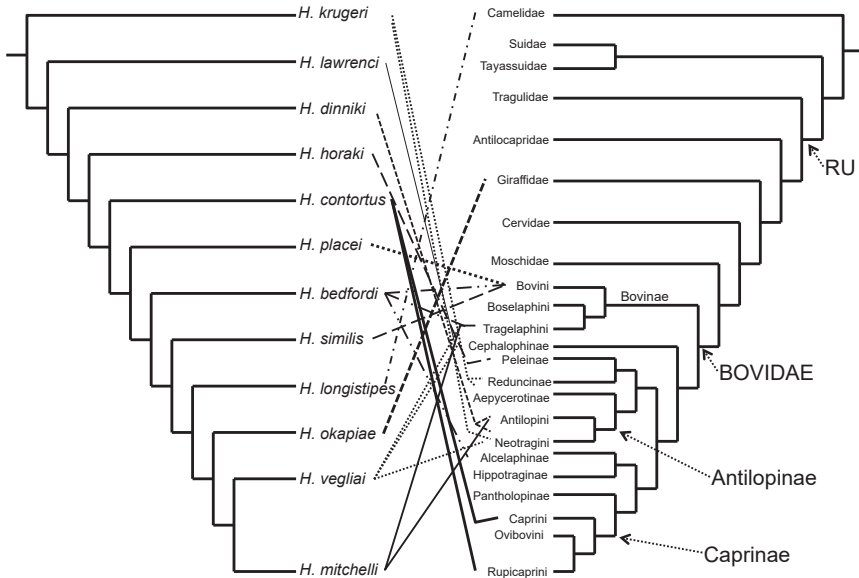 H. krugeri
H. lawrenci
H. dinniki
H. horaki
H. contortus
H. placei
H. bedfordi
H. similis
H. longistipes
H. okapiae
H. vegliai
H. mitchelli
Camelidae
Suidae
Tayassuidae
Tragulidae
Antilocapridae
Giraffidae
Cervidae
Moschidae
Bovini
Boselaphini
Tragelaphini
Cephalophinae
Peleinae
Reduncinae
Aepycerotinae
Antilopini
Neotragini
Alcelaphinae
Hippotraginae
Pantholopinae
Caprini
Ovibovini
Rupicaprini
RU
Bovinae
BOVIDAE
Antilopinae
Caprinae